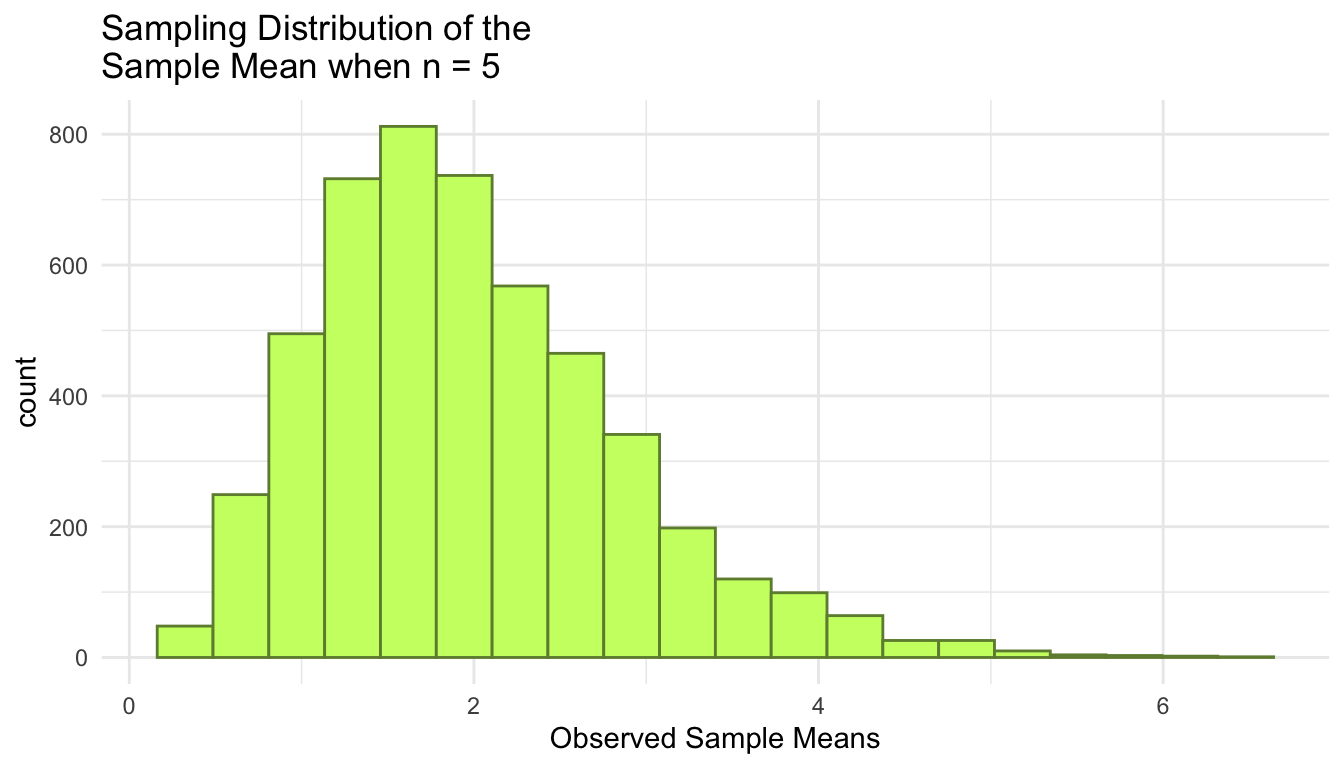 Sampling Distribution of the
Sample Mean when n = 5
count
800
600
400
200
0
0 2 4 6
Observed Sample Means